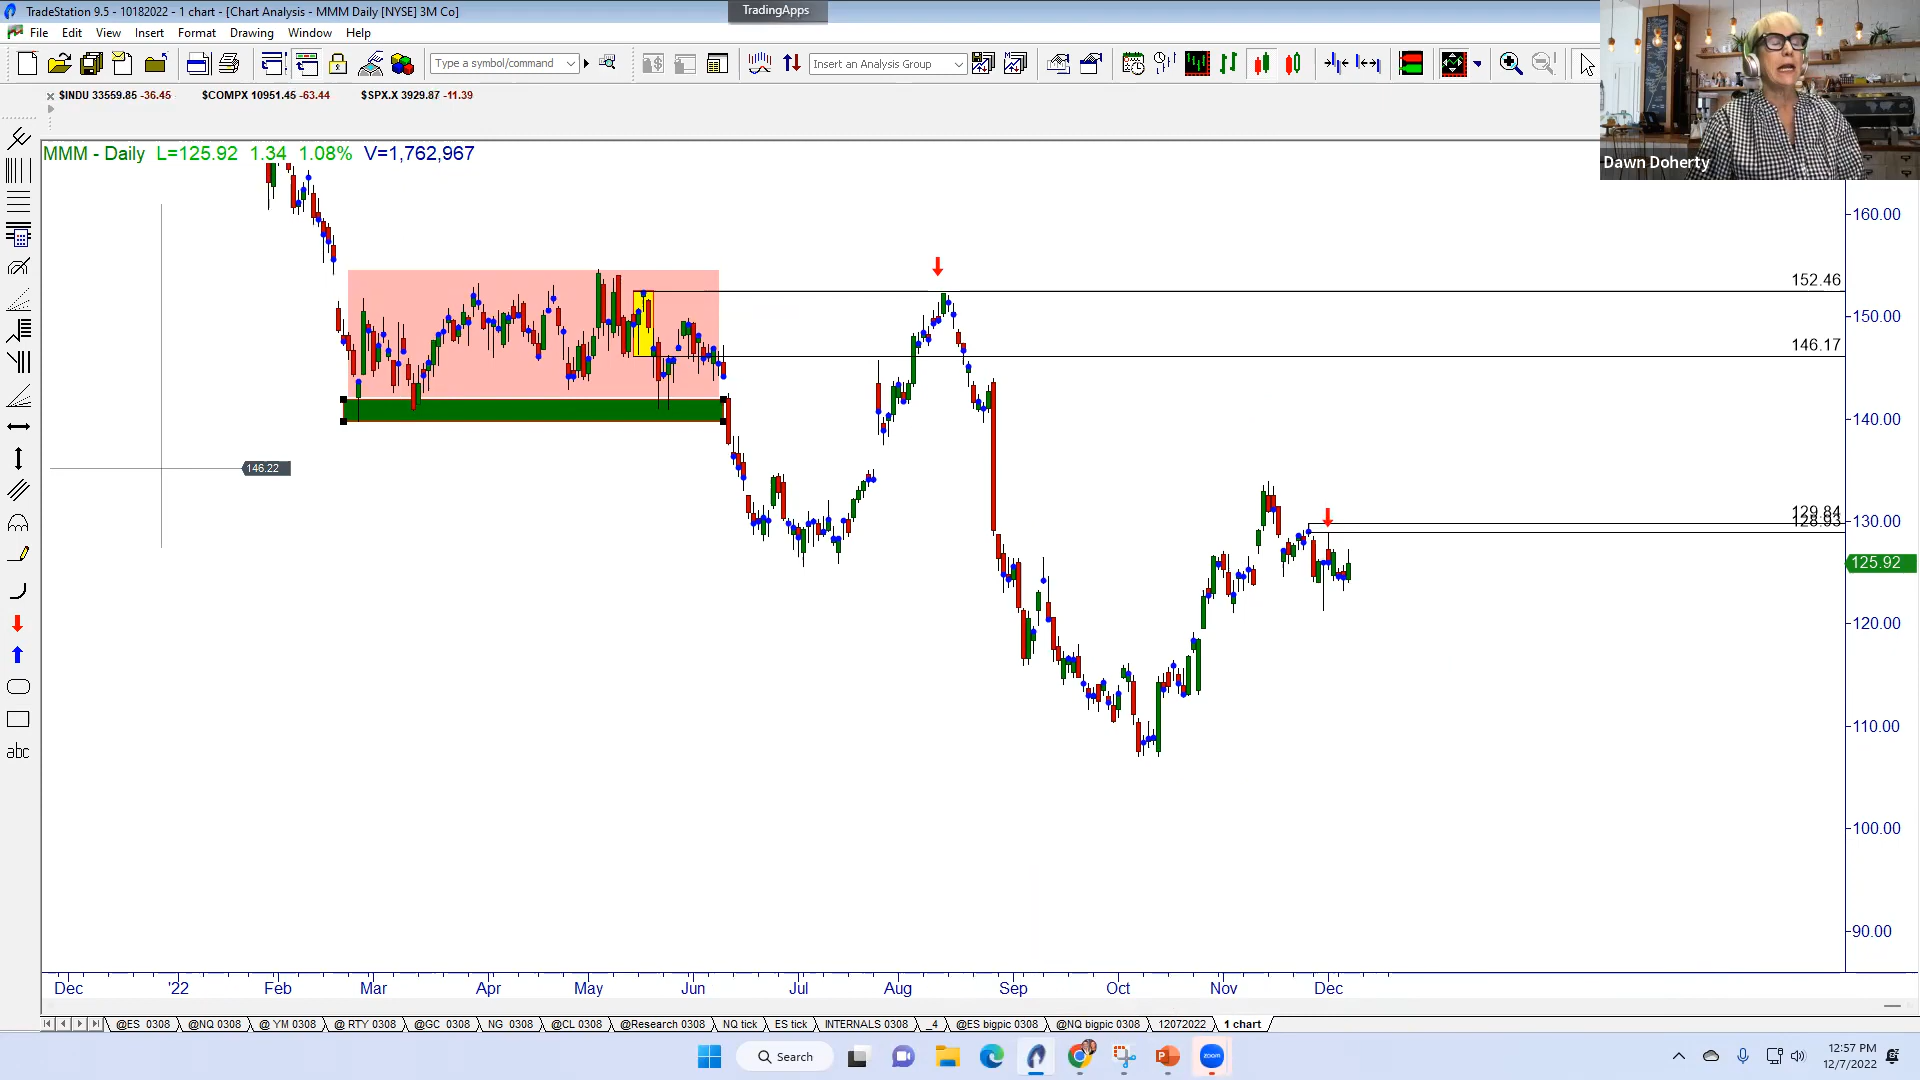 TradeStation 9.5 - 10182022 - 1 chart - [Chart Analysis - MMM Daily [NYSE] 3M Co]
TradingApps
File Edit View Insert Format Drawing Window Help
Type a symbol/command
Insert an Analysis Group
$INDU 33559.85 -36.45 $COMPX 10951.45 -63.44 $SPX.X 3929.87 -11.39
MMM - Daily L=125.92 1.34 1.08% V=1,762,967
Dawn Doherty
160.00
152.46
150.00
146.17
140.00
146.22
129.84
128.93
130.00
125.92
120.00
110.00
100.00
90.00
abc
Dec '22 Feb Mar Apr May Jun Jul Aug Sep Oct Nov Dec
@ES 0308 @NQ 0308 @ YM 0308 @ RTY 0308 @GC 0308 NG 0308 @CL 0308 @Research 0308 NQ tick ES tick INTERNALS 0308 _4 @ES bigpic 0308 @NQ bigpic 0308 12072022 1 chart
Search
zoom
12:57 PM
12/7/2022